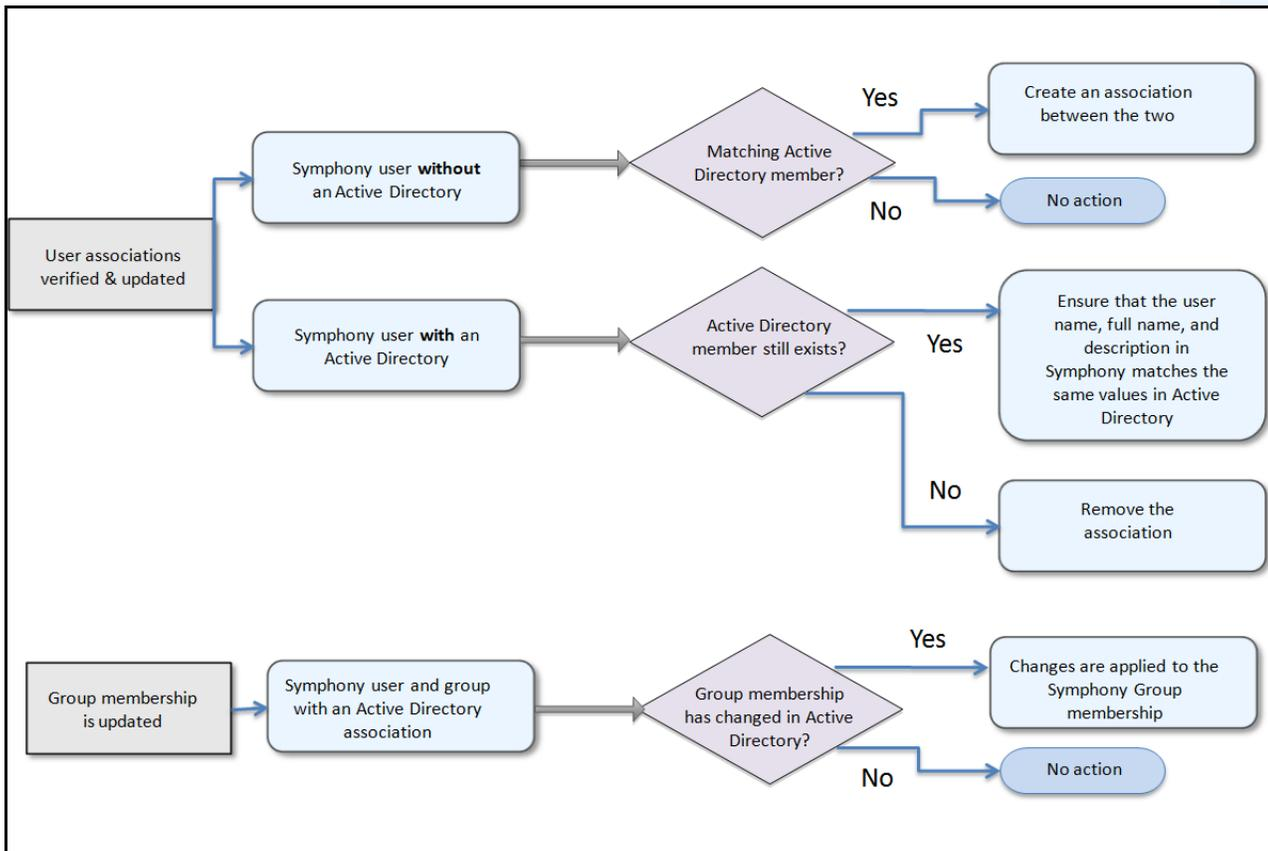 User associations
verified & updated
Symphony user without
an Active Directory
Matching Active
Directory member?
Yes
Create an association
between the two
No
No action
Symphony user with an
Active Directory
Active Directory
member still exists?
Yes
Ensure that the user
name, full name, and
description in
Symphony matches the
same values in Active
Directory
No
Remove the
association
Group membership
is updated
Symphony user and group
with an Active Directory
association
Group membership
has changed in Active
Directory?
Yes
Changes are applied to the
Symphony Group
membership
No
No action